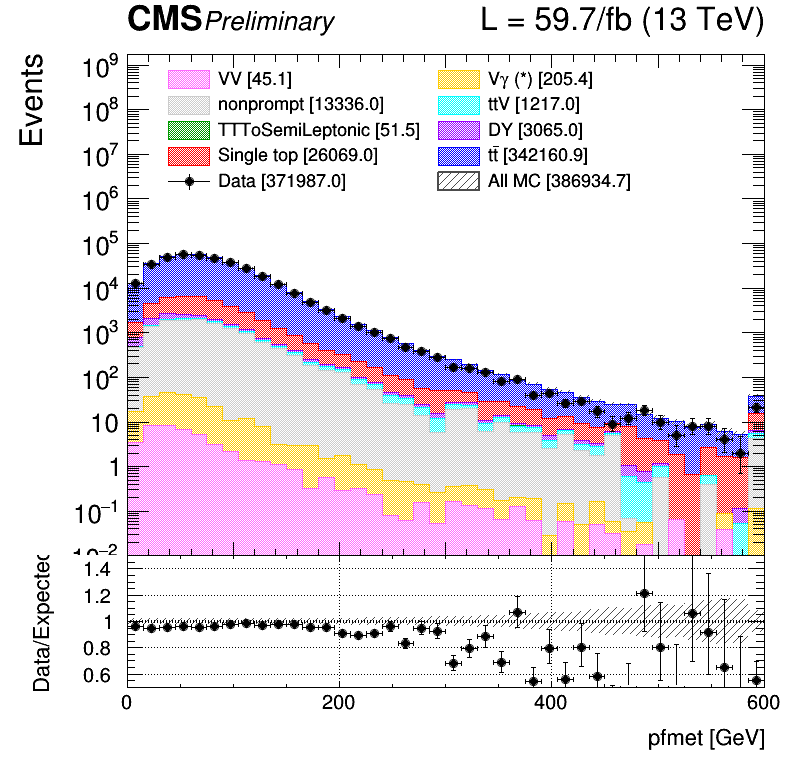 CMS Preliminary L = 59.7/fb (13 TeV)
Events
10⁹
10⁸
10⁷
10⁶
10⁵
10⁴
10³
10²
10
1
10⁻¹
10⁻²
VV [45.1]
nonprompt [13336.0]
TTToSemiLeptonic [51.5]
Single top [26069.0]
Data [371987.0]
Vγ (*) [205.4]
ttV [1217.0]
DY [3065.0]
tt̄ [342160.9]
All MC [386934.7]
Data/Expected
1.4
1.2
1
0.8
0.6
0 200 400 600
pfmet [GeV]